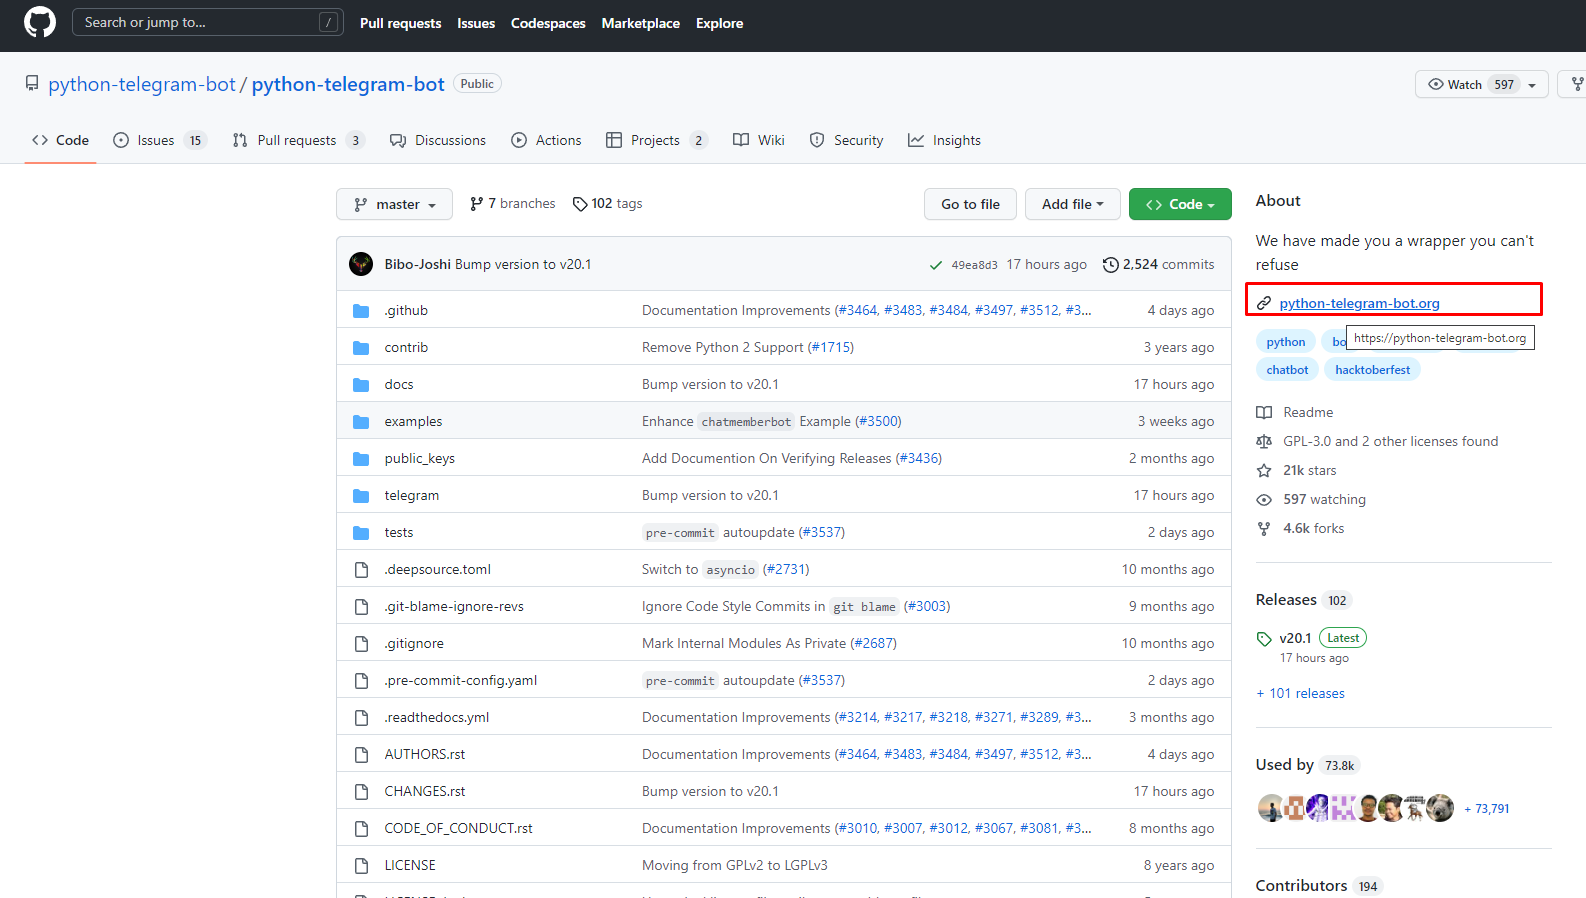 Search or jump to... /
Pull requests Issues Codespaces Marketplace Explore
python-telegram-bot / python-telegram-bot Public
Watch 597
Code Issues 15 Pull requests 3 Discussions Actions Projects 2 Wiki Security Insights
master 7 branches 102 tags Go to file Add file Code
Bibo-Joshi Bump version to v20.1 49ea8d3 17 hours ago 2,524 commits
.github Documentation Improvements (#3464, #3483, #3484, #3497, #3512, #3... 4 days ago
contrib Remove Python 2 Support (#1715) 3 years ago
docs Bump version to v20.1 17 hours ago
examples Enhance chatmemberbot Example (#3500) 3 weeks ago
public_keys Add Documention On Verifying Releases (#3436) 2 months ago
telegram Bump version to v20.1 17 hours ago
tests pre-commit autoupdate (#3537) 2 days ago
.deepsource.toml Switch to asyncio (#2731) 10 months ago
.git-blame-ignore-revs Ignore Code Style Commits in git blame (#3003) 9 months ago
.gitignore Mark Internal Modules As Private (#2687) 10 months ago
.pre-commit-config.yaml pre-commit autoupdate (#3537) 2 days ago
.readthedocs.yml Documentation Improvements (#3214, #3217, #3218, #3271, #3289, #3... 3 months ago
AUTHORS.rst Documentation Improvements (#3464, #3483, #3484, #3497, #3512, #3... 4 days ago
CHANGES.rst Bump version to v20.1 17 hours ago
CODE_OF_CONDUCT.rst Documentation Improvements (#3010, #3007, #3012, #3067, #3081, #3... 8 months ago
LICENSE Moving from GPLv2 to LGPLv3 8 years ago
About
We have made you a wrapper you can't
refuse
python-telegram-bot.org
python bo
https://python-telegram-bot.org
chatbot hacktoberfest
Readme
GPL-3.0 and 2 other licenses found
21k stars
597 watching
4.6k forks
Releases 102
v20.1 Latest
17 hours ago
+ 101 releases
Used by 73.8k
+ 73,791
Contributors 194